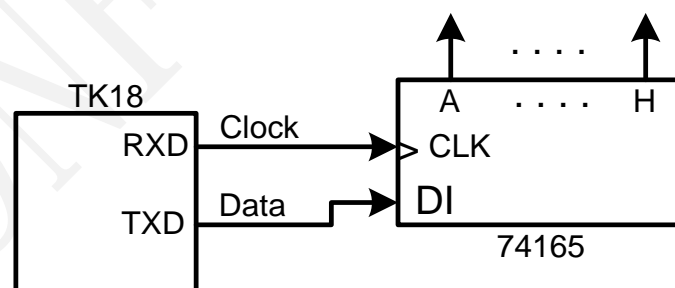 TK18
RXD
TXD
Clock
Data
. . . .
A . . . . H
> CLK
DI
74165